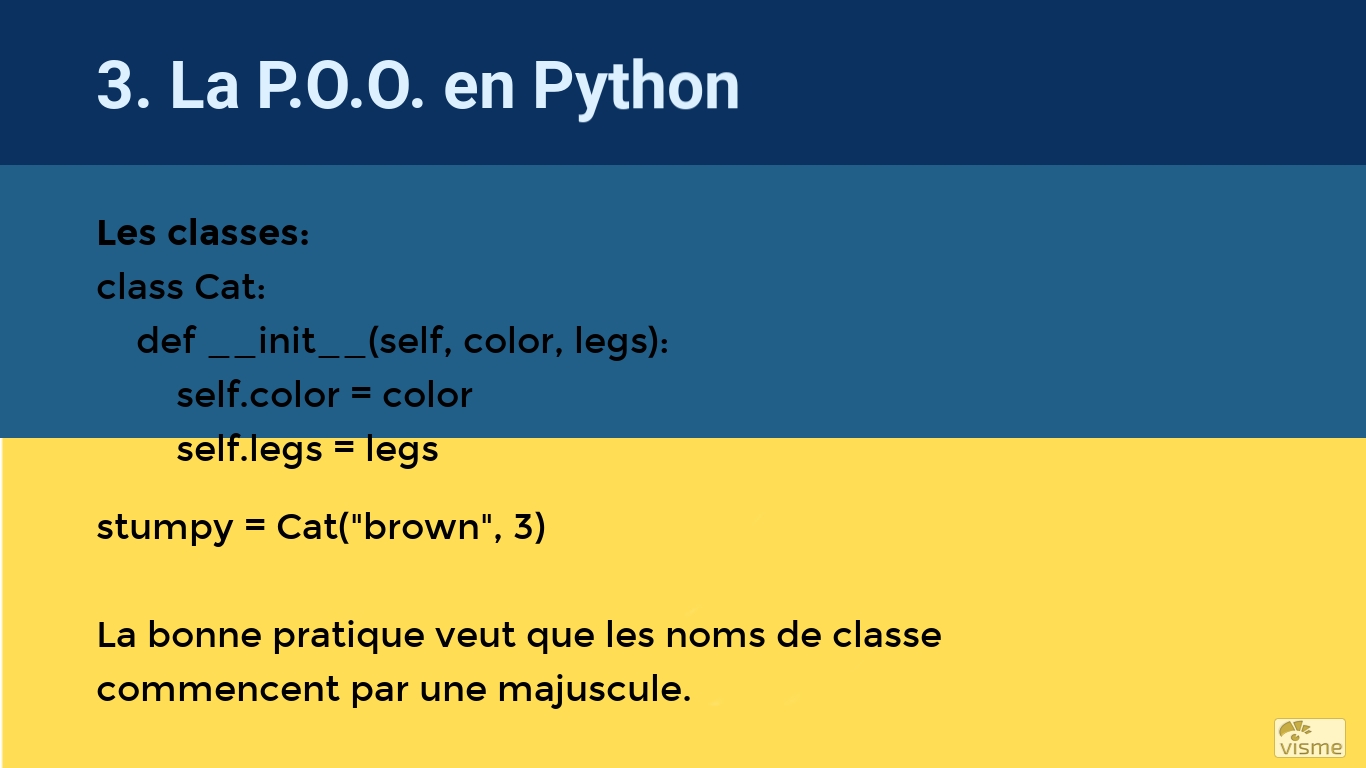 3. La P.O.O. en Python
Les classes:
class Cat:
def __init__(self, color, legs):
self.color = color
self.legs = legs
stumpy = Cat("brown", 3)
La bonne pratique veut que les noms de classe
commencent par une majuscule.
visme